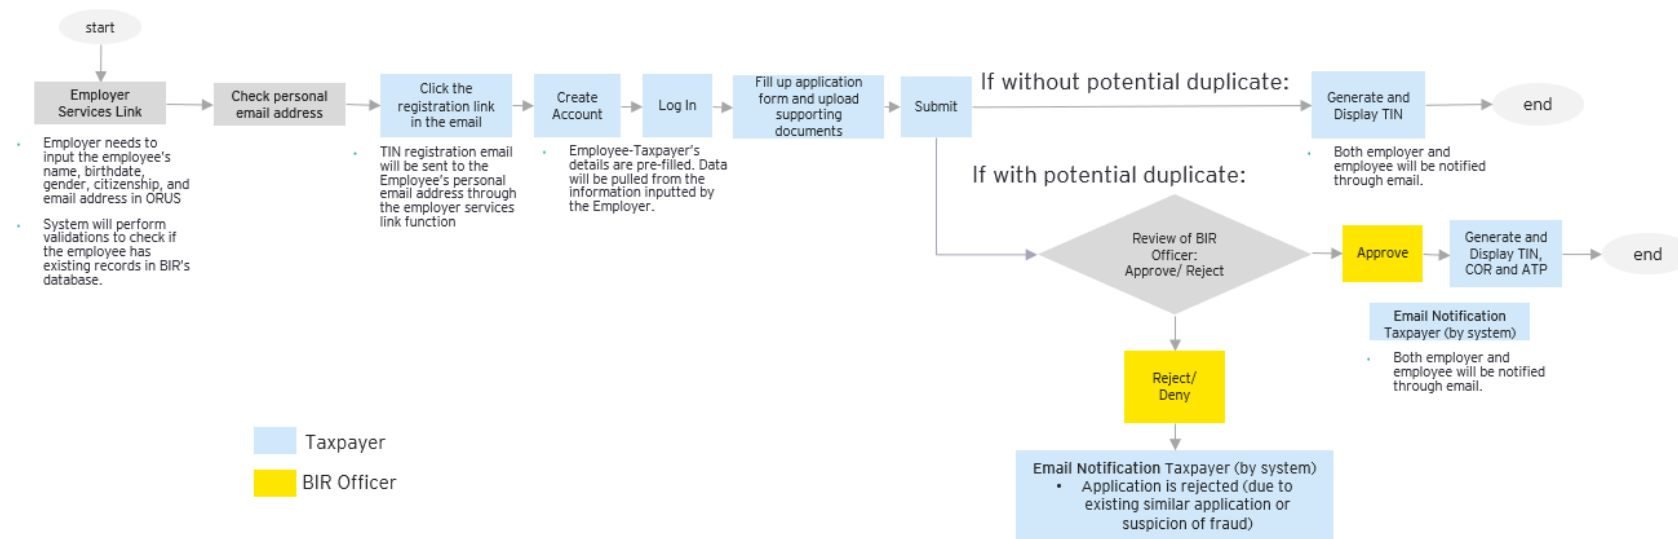 start
Employer
Services Link
Check personal
email address
Click the
registration link
in the email
Create
Account
Log In
Fill up application
form and upload
supporting
documents
Submit
If without potential duplicate:
Generate and
Display TIN
end
• Employer needs to
input the employee's
name, birthdate,
gender, citizenship, and
email address in ORUS
• System will perform
validations to check if
the employee has
existing records in BIR's
database.
• TIN registration email
will be sent to the
Employee's personal
email address through
the employer services
link function
• Employee-Taxpayer's
details are pre-filled. Data
will be pulled from the
information inputted by
the Employer.
• Both employer and
employee will be notified
through email.
If with potential duplicate:
Review of BIR
Officer:
Approve/ Reject
Approve
Generate and
Display TIN,
COR and ATP
end
Email Notification
Taxpayer (by system)
• Both employer and
employee will be notified
through email.
Reject/
Deny
Email Notification Taxpayer (by system)
• Application is rejected (due to
existing similar application or
suspicion of fraud)
Taxpayer
BIR Officer